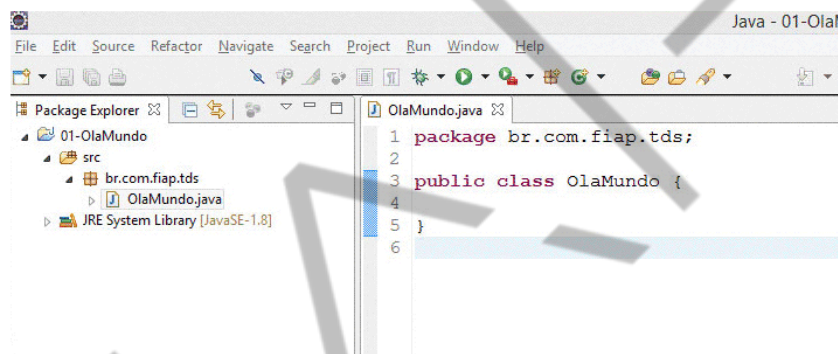 Java - 01-Ola
File Edit Source Refactor Navigate Search Project Run Window Help
Package Explorer
OlaMundo.java
01-OlaMundo
src
br.com.fiap.tds
OlaMundo.java
JRE System Library [JavaSE-1.8]
1 package br.com.fiap.tds;
2
3 public class OlaMundo {
4
5 }
6